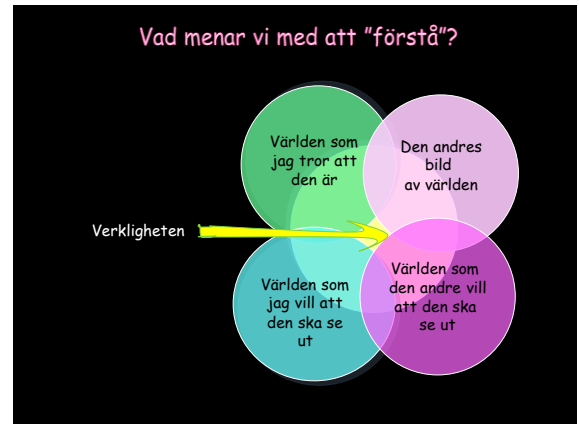 Vad menar vi med att ”förstå”?
Världen som
jag tror att
den är
Den andres
bild
av världen
Verkligheten
Världen som
jag vill att
den ska se
ut
Världen som
den andre vill
att den ska
se ut